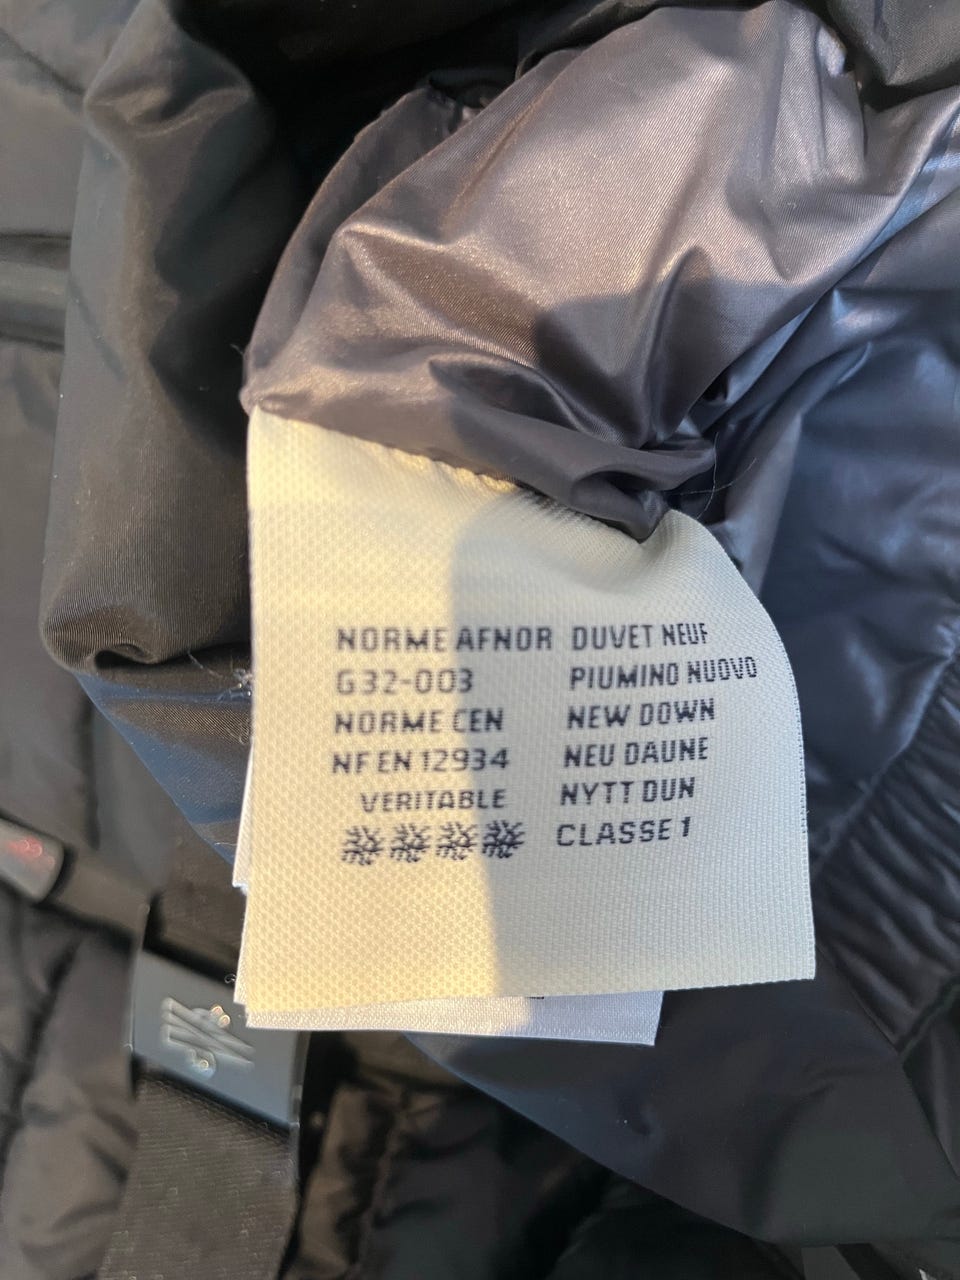 NORME AFNOR
G32-003
NORME CEN
NF EN 12934
VERITABLE
DUVET NEUF
PIUMINO NUOVO
NEW DOWN
NEU DAUNE
NYTT DUN
CLASSE 1